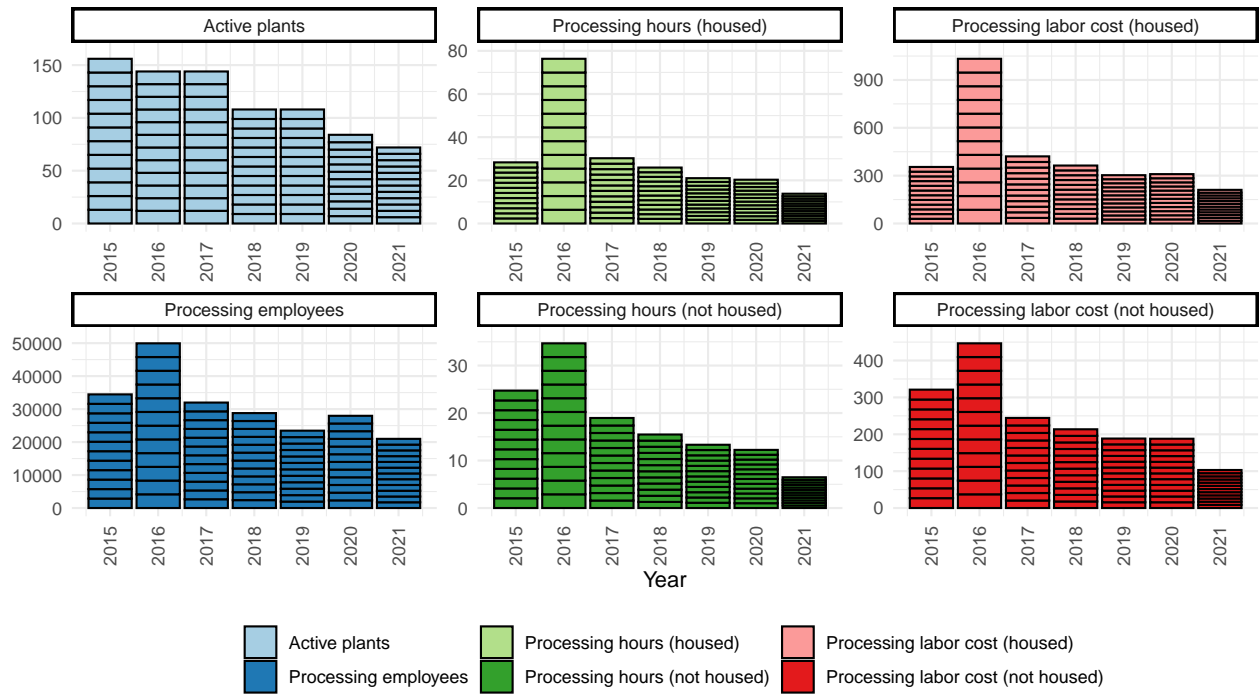 Active plants
Processing hours (housed)
Processing labor cost (housed)
150
100
50
0
80
60
40
20
0
900
600
300
0
2015 2016 2017 2018 2019 2020 2021
2015 2016 2017 2018 2019 2020 2021
2015 2016 2017 2018 2019 2020 2021
Processing employees
Processing hours (not housed)
Processing labor cost (not housed)
50000
40000
30000
20000
10000
0
30
20
10
0
400
300
200
100
0
2015 2016 2017 2018 2019 2020 2021
2015 2016 2017 2018 2019 2020 2021
2015 2016 2017 2018 2019 2020 2021
Year
Active plants
Processing hours (housed)
Processing labor cost (housed)
Processing employees
Processing hours (not housed)
Processing labor cost (not housed)